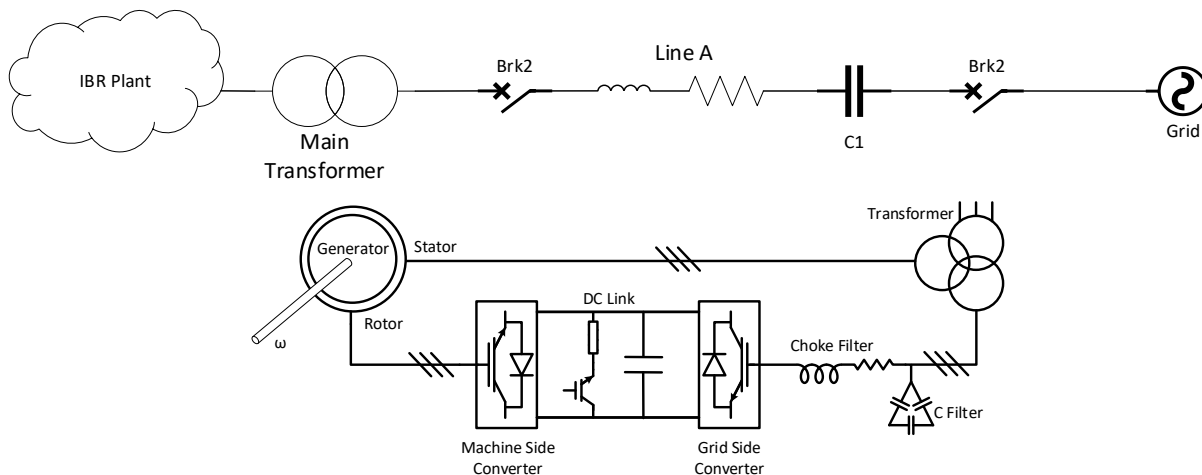 Line A
Brk2
Brk2
IBR Plant
C1
Grid
Main
Transformer
Transformer
Generator
Stator
DC Link
Rotor
Choke Filter
ω
C Filter
Machine Side
Converter
Grid Side
Converter